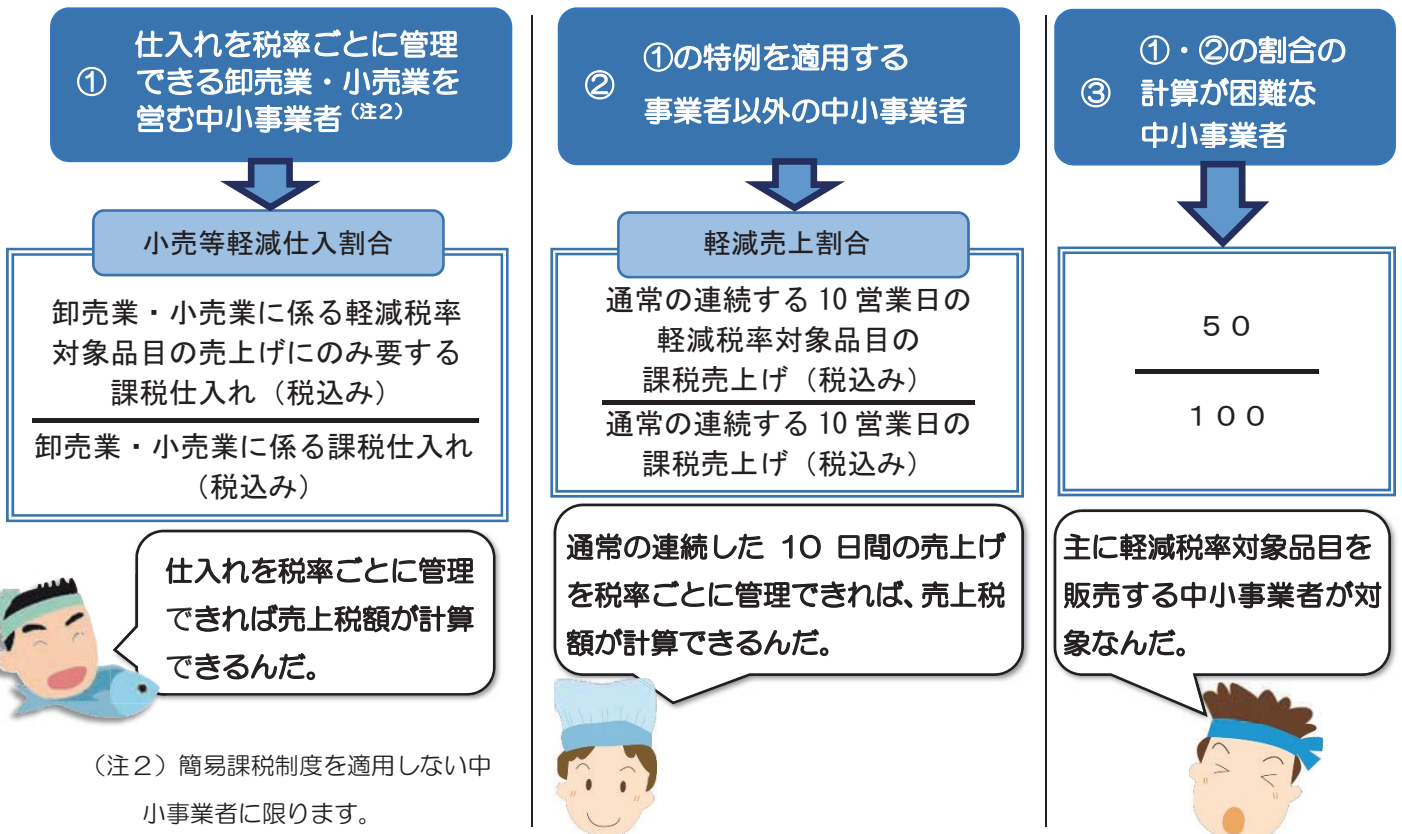 ①
仕入れを税率ごとに管理
できる卸売業・小売業を
営む中小事業者（注２）
小売等軽減仕入割合
卸売業・小売業に係る軽減税率
対象品目の売上げにのみ要する
課税仕入れ（税込み）
卸売業・小売業に係る課税仕入れ
（税込み）
仕入れを税率ごとに管理
できれば売上税額が計算
できるんだ。
（注２）簡易課税制度を適用しない中
小事業者に限ります。
②
①の特例を適用する
事業者以外の中小事業者
軽減売上割合
通常の連続する 10 営業日の
軽減税率対象品目の
課税売上げ（税込み）
通常の連続する 10 営業日の
課税売上げ（税込み）
通常の連続した 10 日間の売上げ
を税率ごとに管理できれば、売上税
額が計算できるんだ。
③
①・②の割合の
計算が困難な
中小事業者
５０
１００
主に軽減税率対象品目を
販売する中小事業者が対
象なんだ。